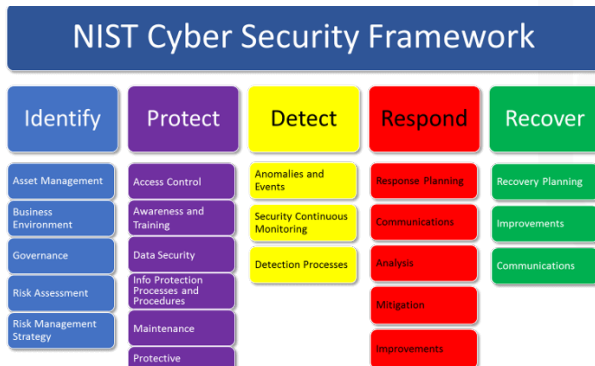 NIST Cyber Security Framework
Identify
Protect
Detect
Respond
Recover
Asset Management
Business
Environment
Governance
Risk Assessment
Risk Management
Strategy
Access Control
Awareness and
Training
Data Security
Info Protection
Processes and
Procedures
Maintenance
Protective
Anomalies and
Events
Security Continuous
Monitoring
Detection Processes
Response Planning
Communications
Analysis
Mitigation
Improvements
Recovery Planning
Improvements
Communications